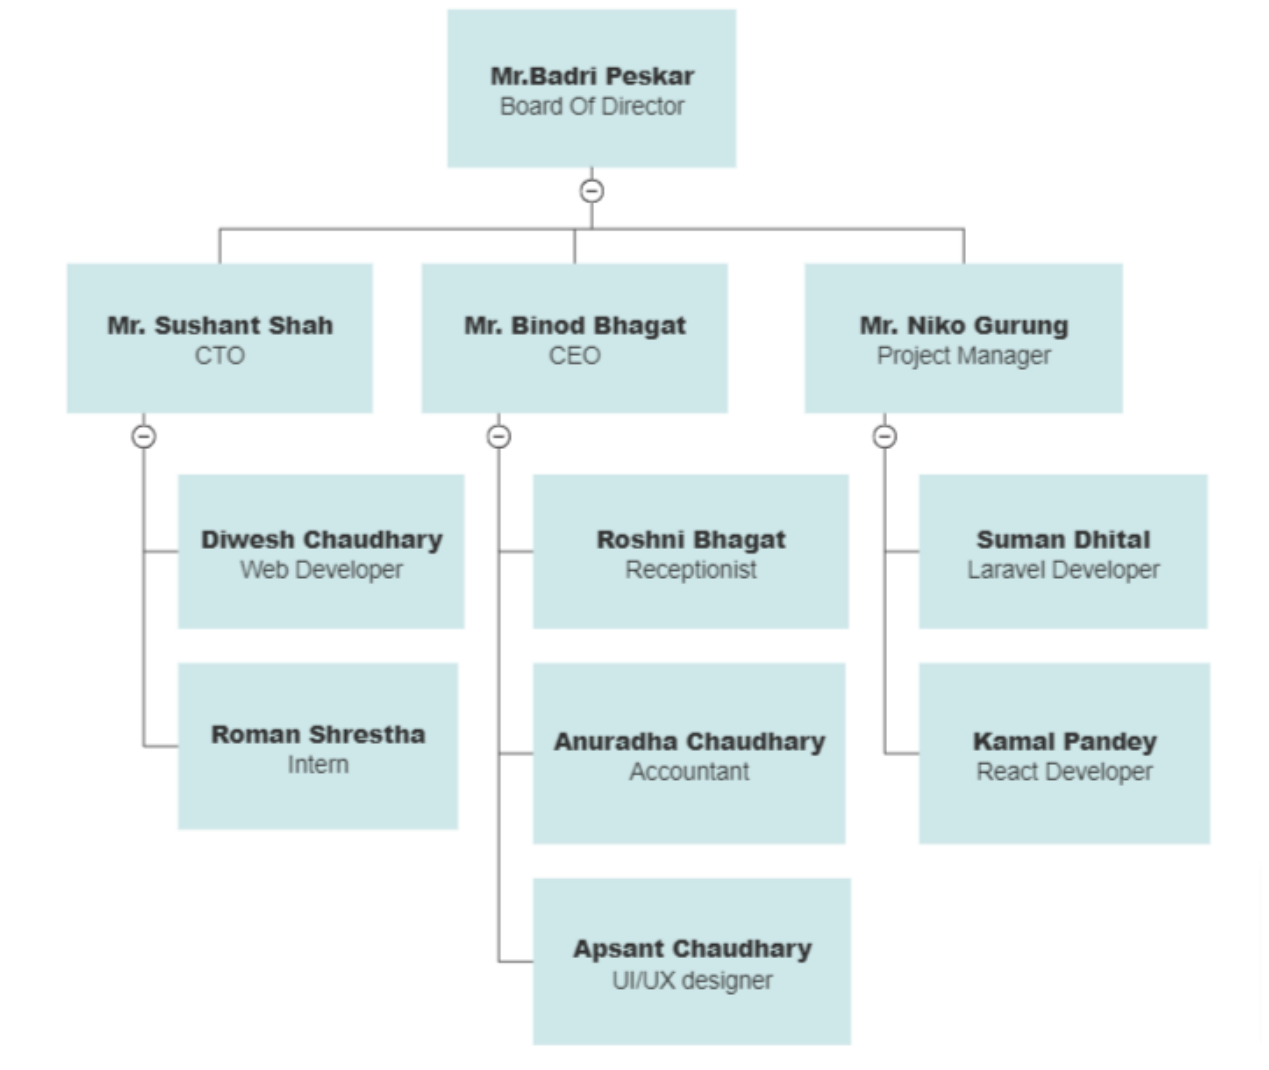 Mr.Badri Peskar
Board Of Director
Mr. Sushant Shah
CTO
Mr. Binod Bhagat
CEO
Mr. Niko Gurung
Project Manager
Diwesh Chaudhary
Web Developer
Roshni Bhagat
Receptionist
Suman Dhital
Laravel Developer
Roman Shrestha
Intern
Anuradha Chaudhary
Accountant
Kamal Pandey
React Developer
Apsant Chaudhary
UI/UX designer